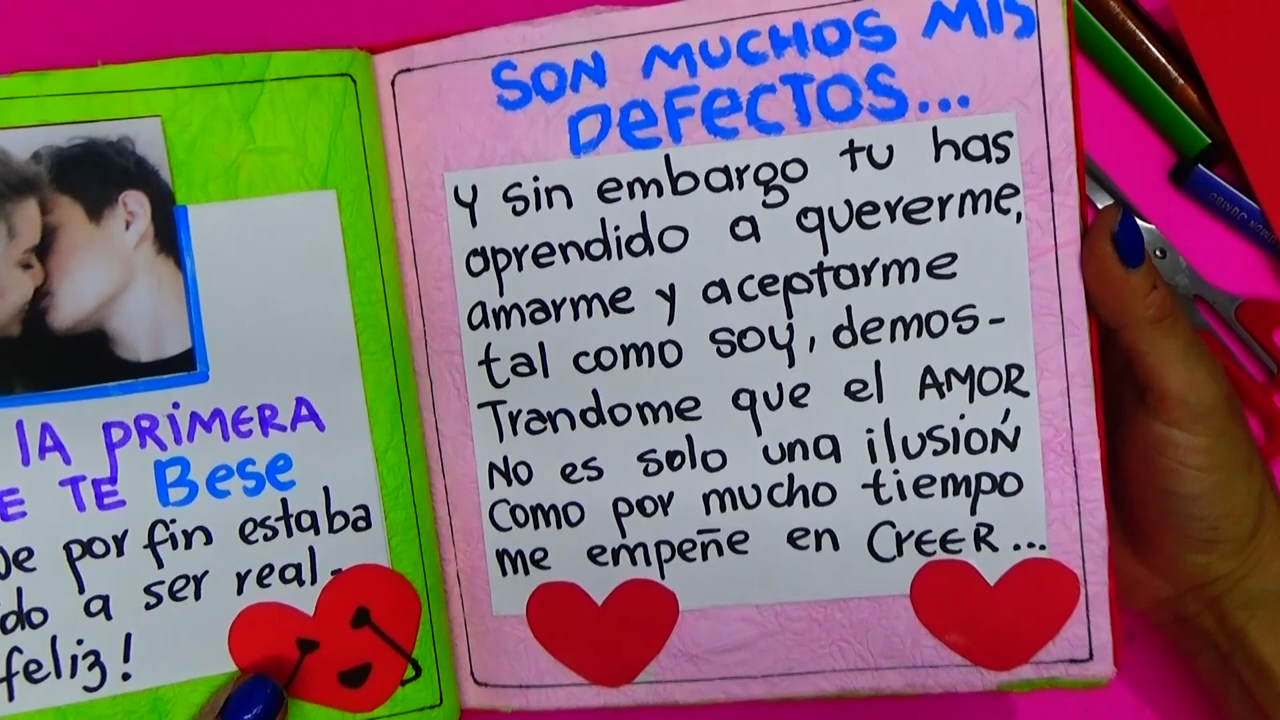 LA PRIMERA
E TE Bese
De por fin estaba
do a ser real
feliz!
SON MUCHOS MIS
DEFECTOS...
Y sin embargo tu has
aprendido a quererme,
amarme y aceptarme
tal como soy, demos-
Trandome que el AMOR
NO es solo una ilusión
Como por mucho tiempo
me empeñe en CREER...